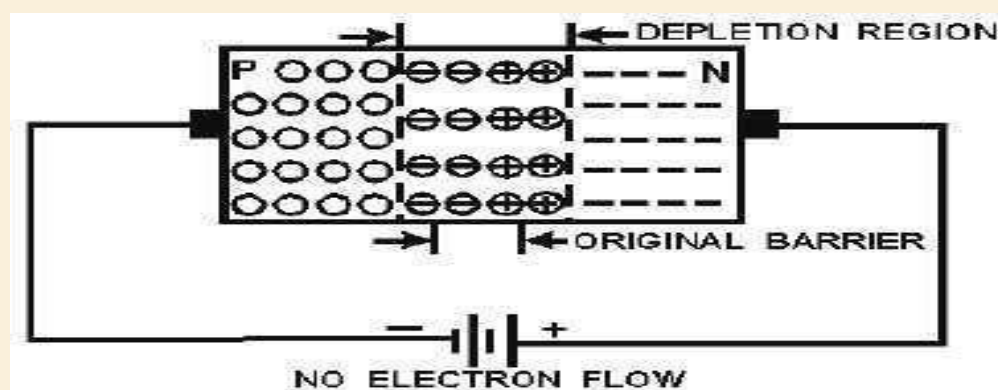 DEPLETION REGION
P N
ORIGINAL BARRIER
− +
NO ELECTRON FLOW